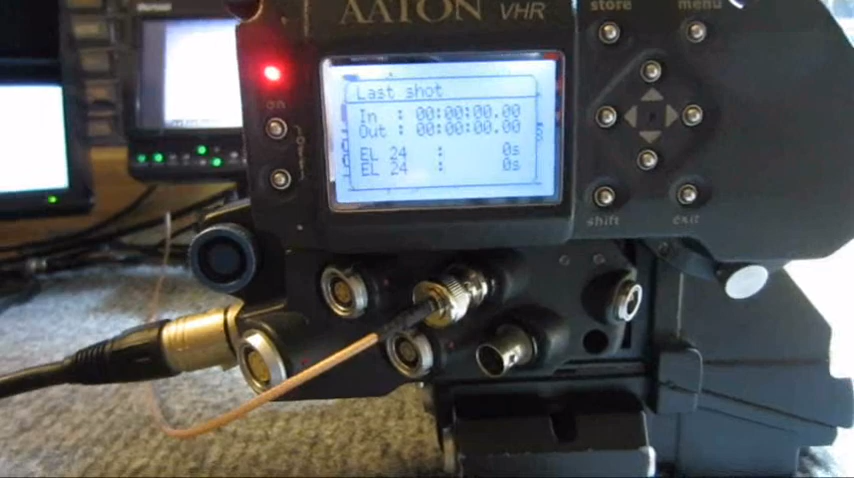 AATON VHR
store
menu
on
Last shot
In : 00:00:00.00
Out : 00:00:00.00
EL 24 : 0s
EL 24 : 0s
shift
exit